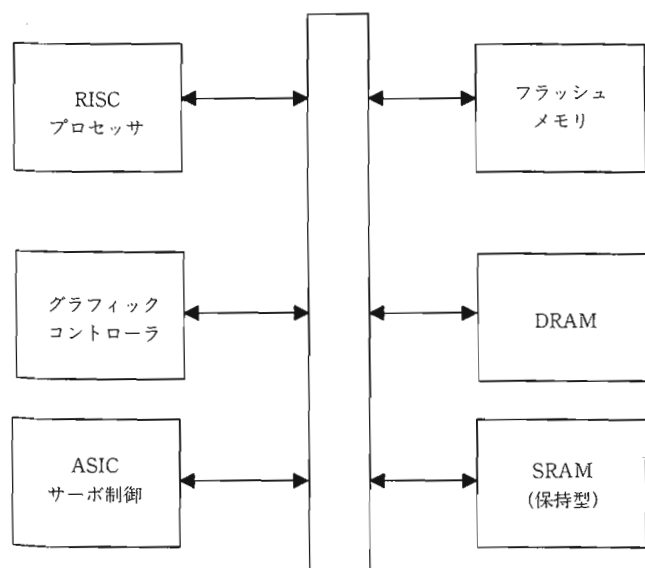 RISC
プロセッサ
フラッシュ
メモリ
グラフィック
コントローラ
DRAM
ASIC
サーボ制御
SRAM
(保持型)